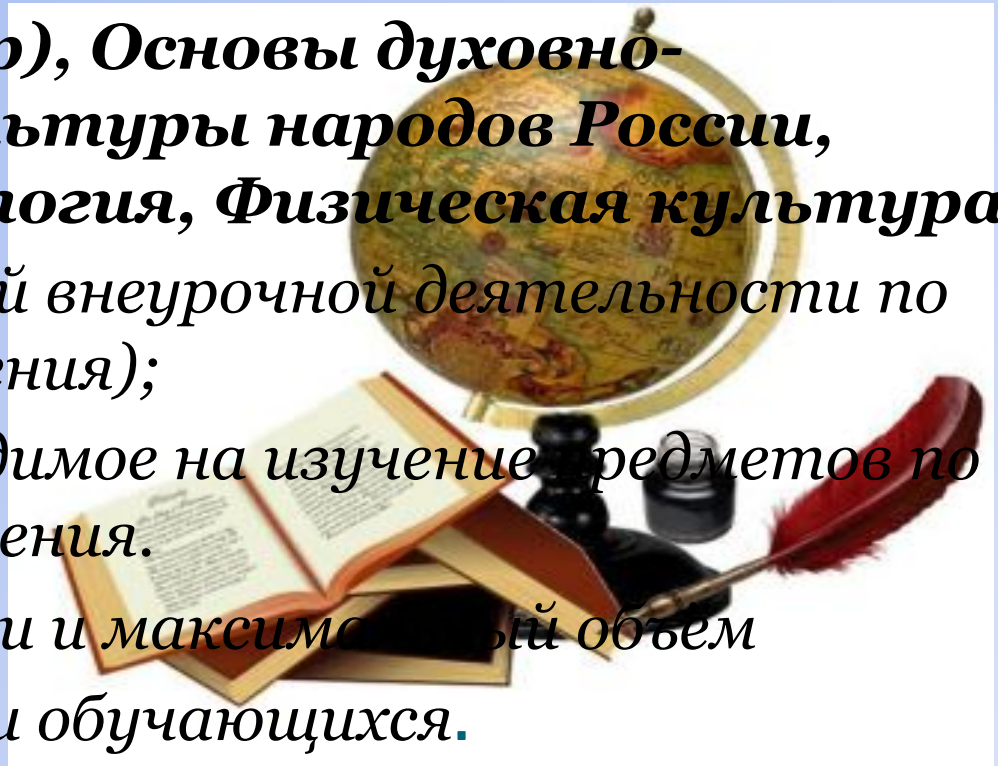 р), Основы духовно-
ьтуры народов России,
логия, Физическая культура
й внеурочной деятельности по
ения);
димое на изучение предметов по
ения.
и и максимальный объём
и обучающихся.